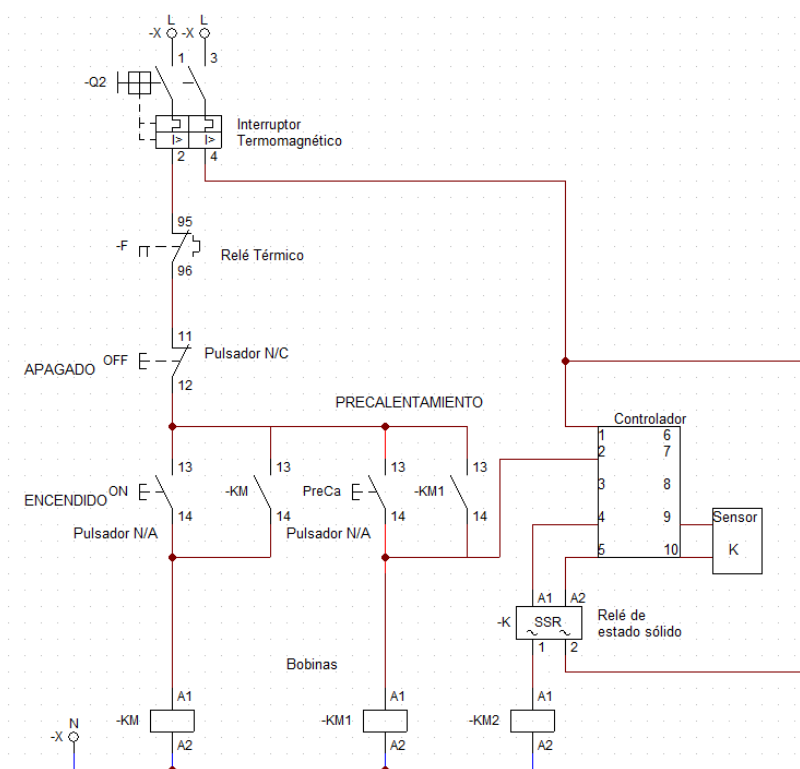 L L
-X -X
1 3
-Q2
Interruptor
Termomagnético
I> I>
2 4
95
-F
Relé Térmico
96
11
OFF
Pulsador N/C
APAGADO
12
PRECALENTAMIENTO
Controlador
1 6
2 7
13 13 13 13
ENCENDIDO ON -KM PreCa -KM1
3 8
14 14 14 14
4 9 Sensor
Pulsador N/A Pulsador N/A
5 10 K
A1 A2
-K SSR
Relé de
estado sólido
1 2
Bobinas
A1 A1 A1
-KM -KM1 -KM2
N
-X
A2 A2 A2